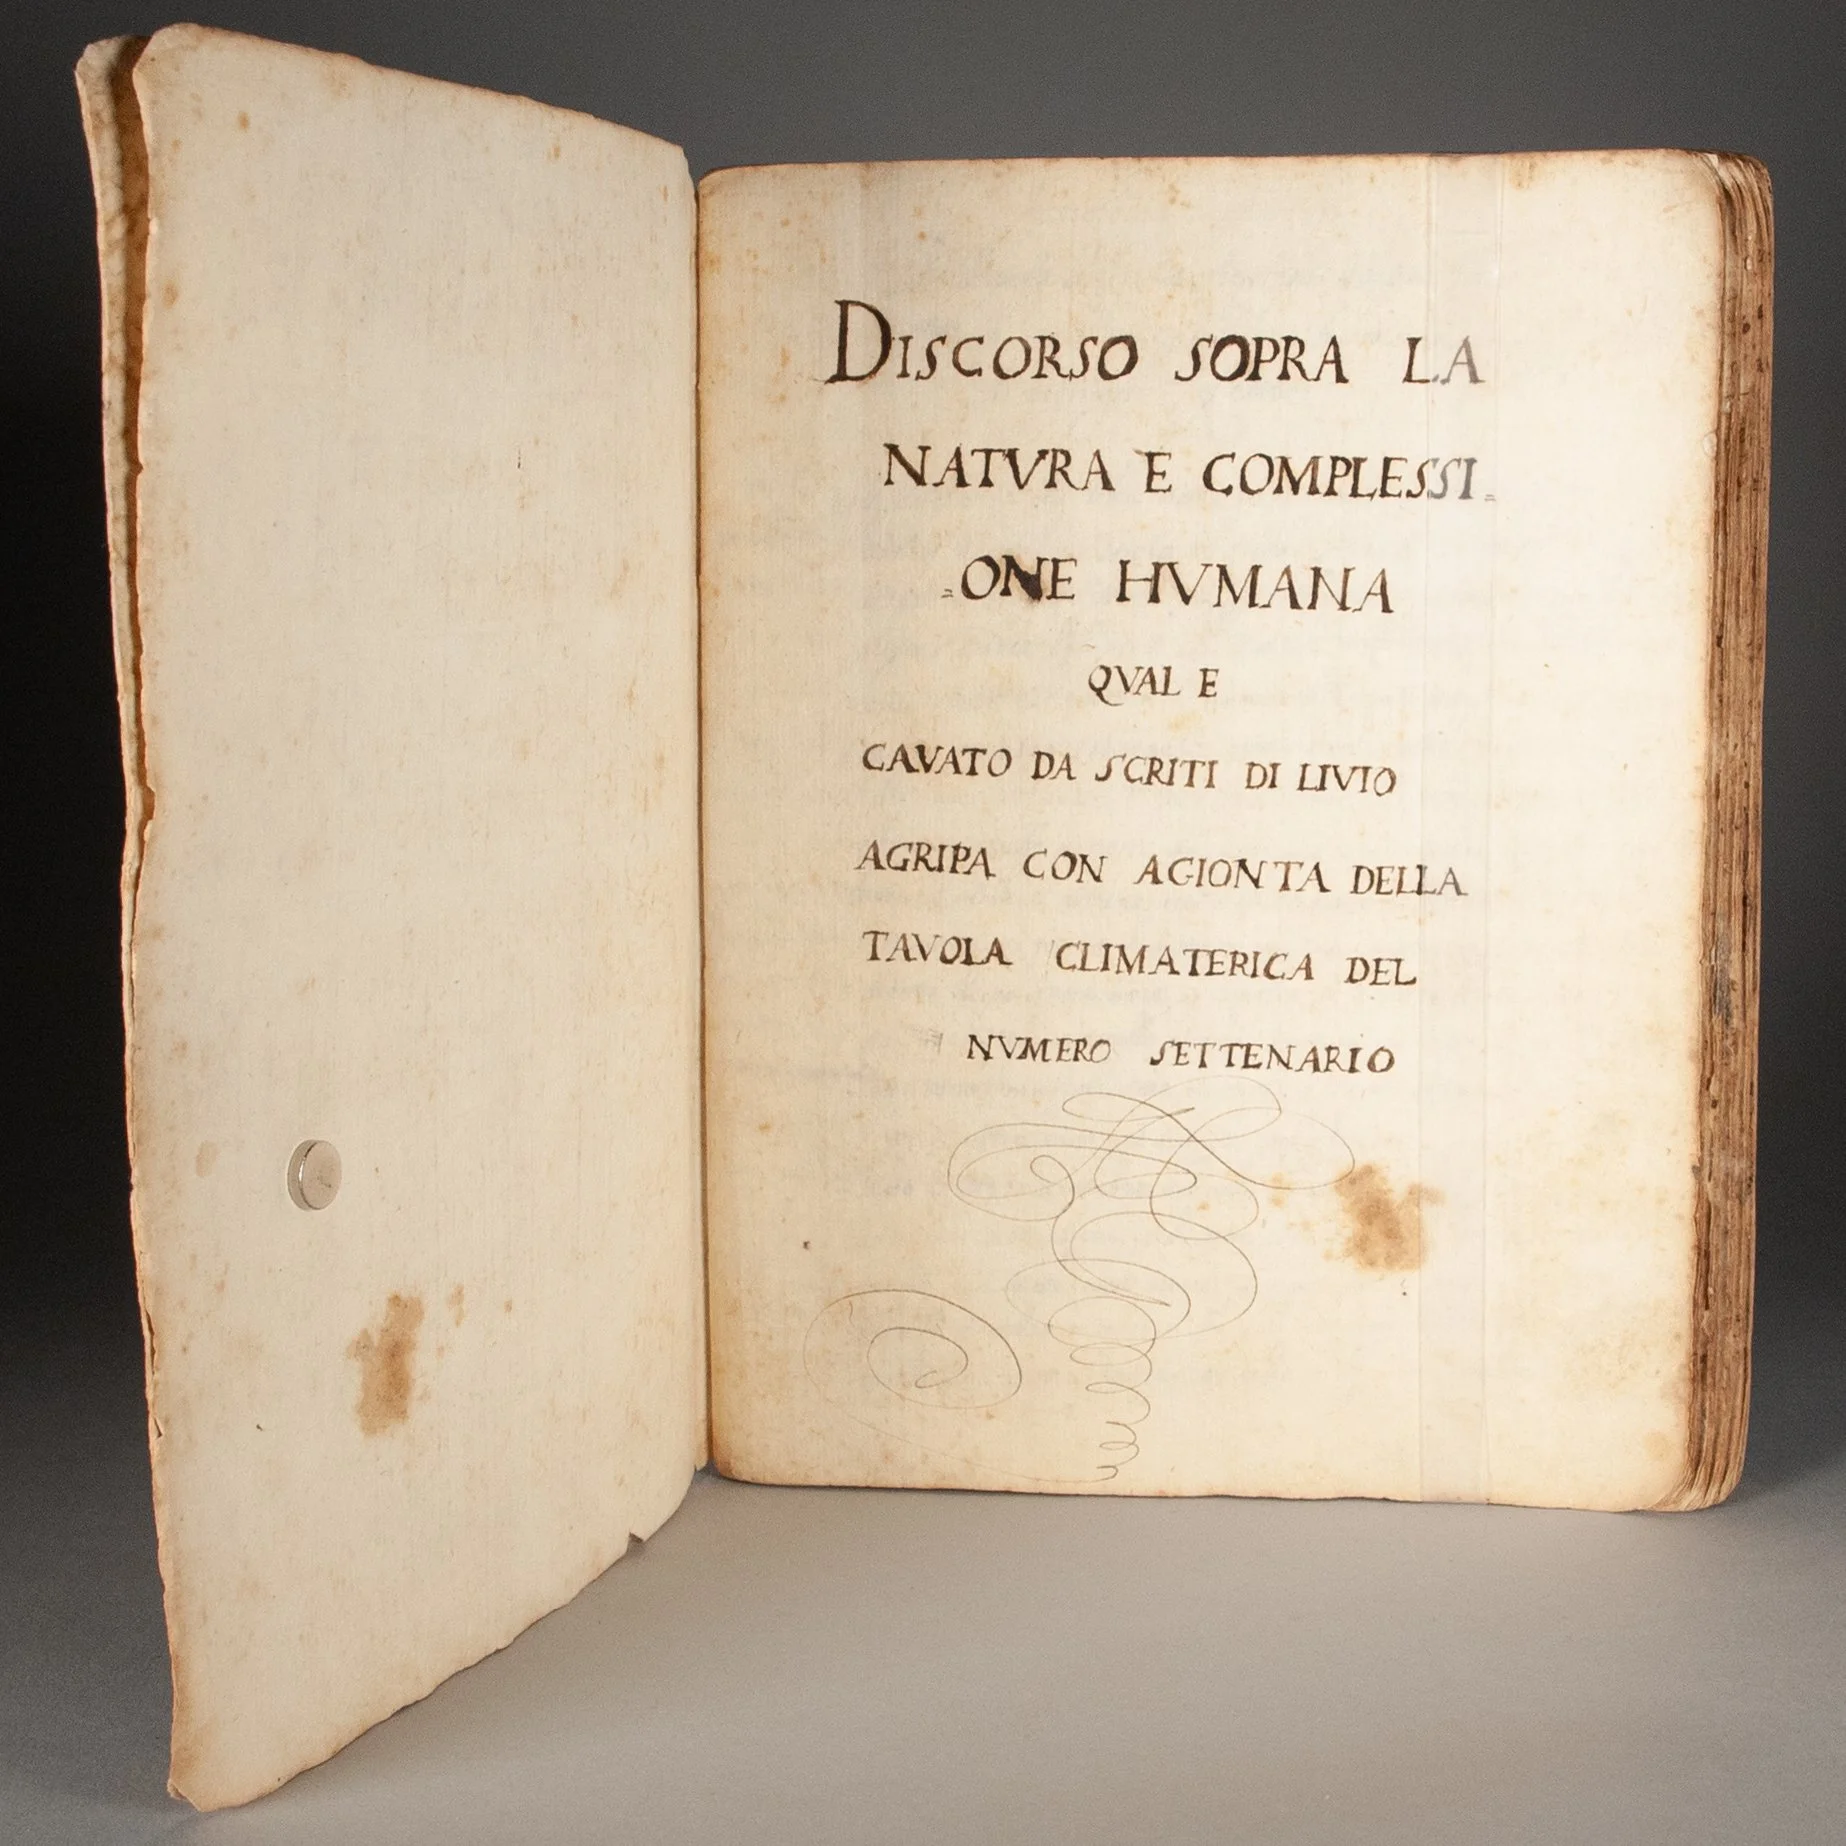 DISCORSO SOPRA LA
NATVRA E COMPLESSI=
=ONE HVMANA
QVAL E
CAVATO DA SCRITI DI LIVIO
AGRIPA CON AGIONTA DELLA
TAVOLA CLIMATERICA DEL
NVMERO SETTENARIO